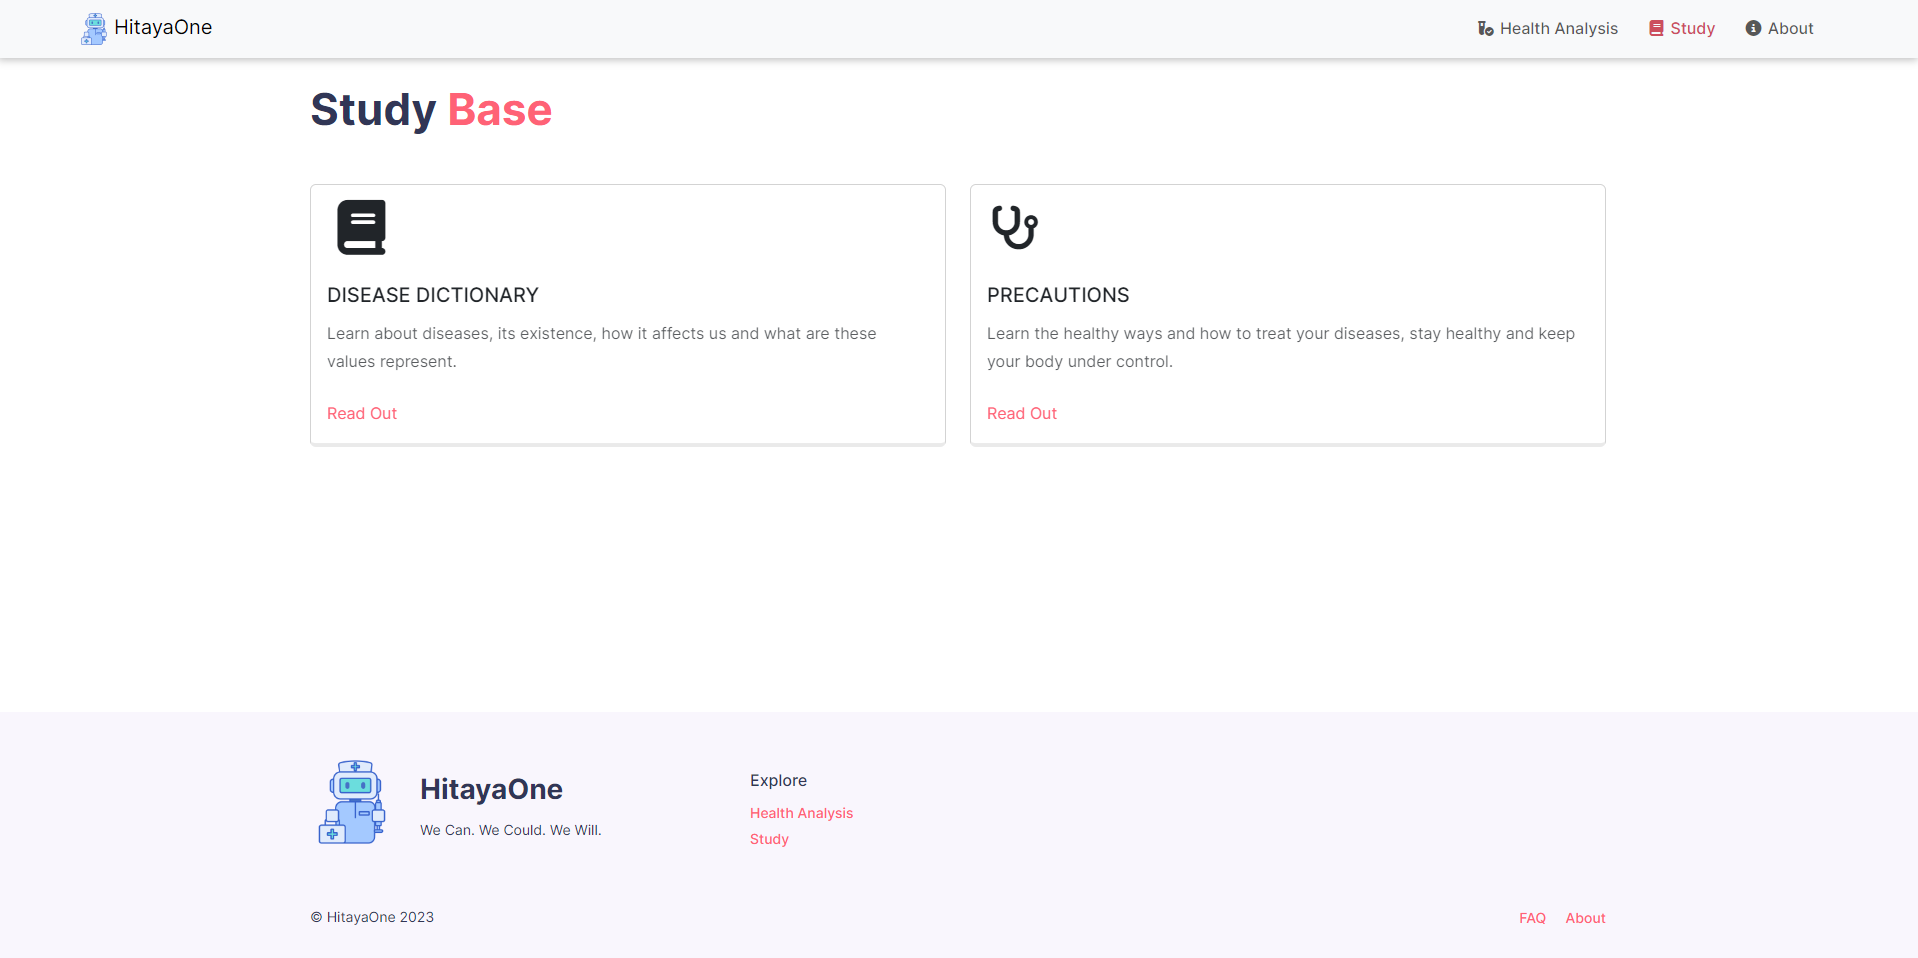 HitayaOne
Health Analysis
Study
About
Study Base
DISEASE DICTIONARY
Learn about diseases, its existence, how it affects us and what are these
values represent.
Read Out
PRECAUTIONS
Learn the healthy ways and how to treat your diseases, stay healthy and keep
your body under control.
Read Out
HitayaOne
We Can. We Could. We Will.
Explore
Health Analysis
Study
© HitayaOne 2023
FAQ
About